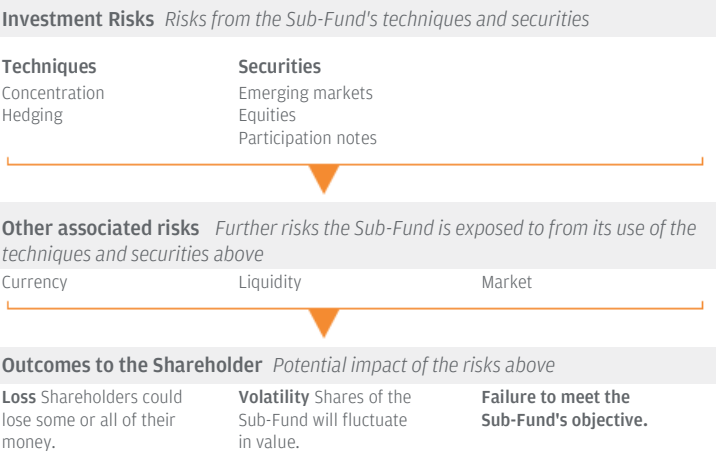 Investment Risks Risks from the Sub-Fund's techniques and securities
Techniques
Concentration
Hedging
Securities
Emerging markets
Equities
Participation notes
Other associated risks Further risks the Sub-Fund is exposed to from its use of the
techniques and securities above
Currency
Liquidity
Market
Outcomes to the Shareholder Potential impact of the risks above
Loss Shareholders could
lose some or all of their
money.
Volatility Shares of the
Sub-Fund will fluctuate
in value.
Failure to meet the
Sub-Fund's objective.